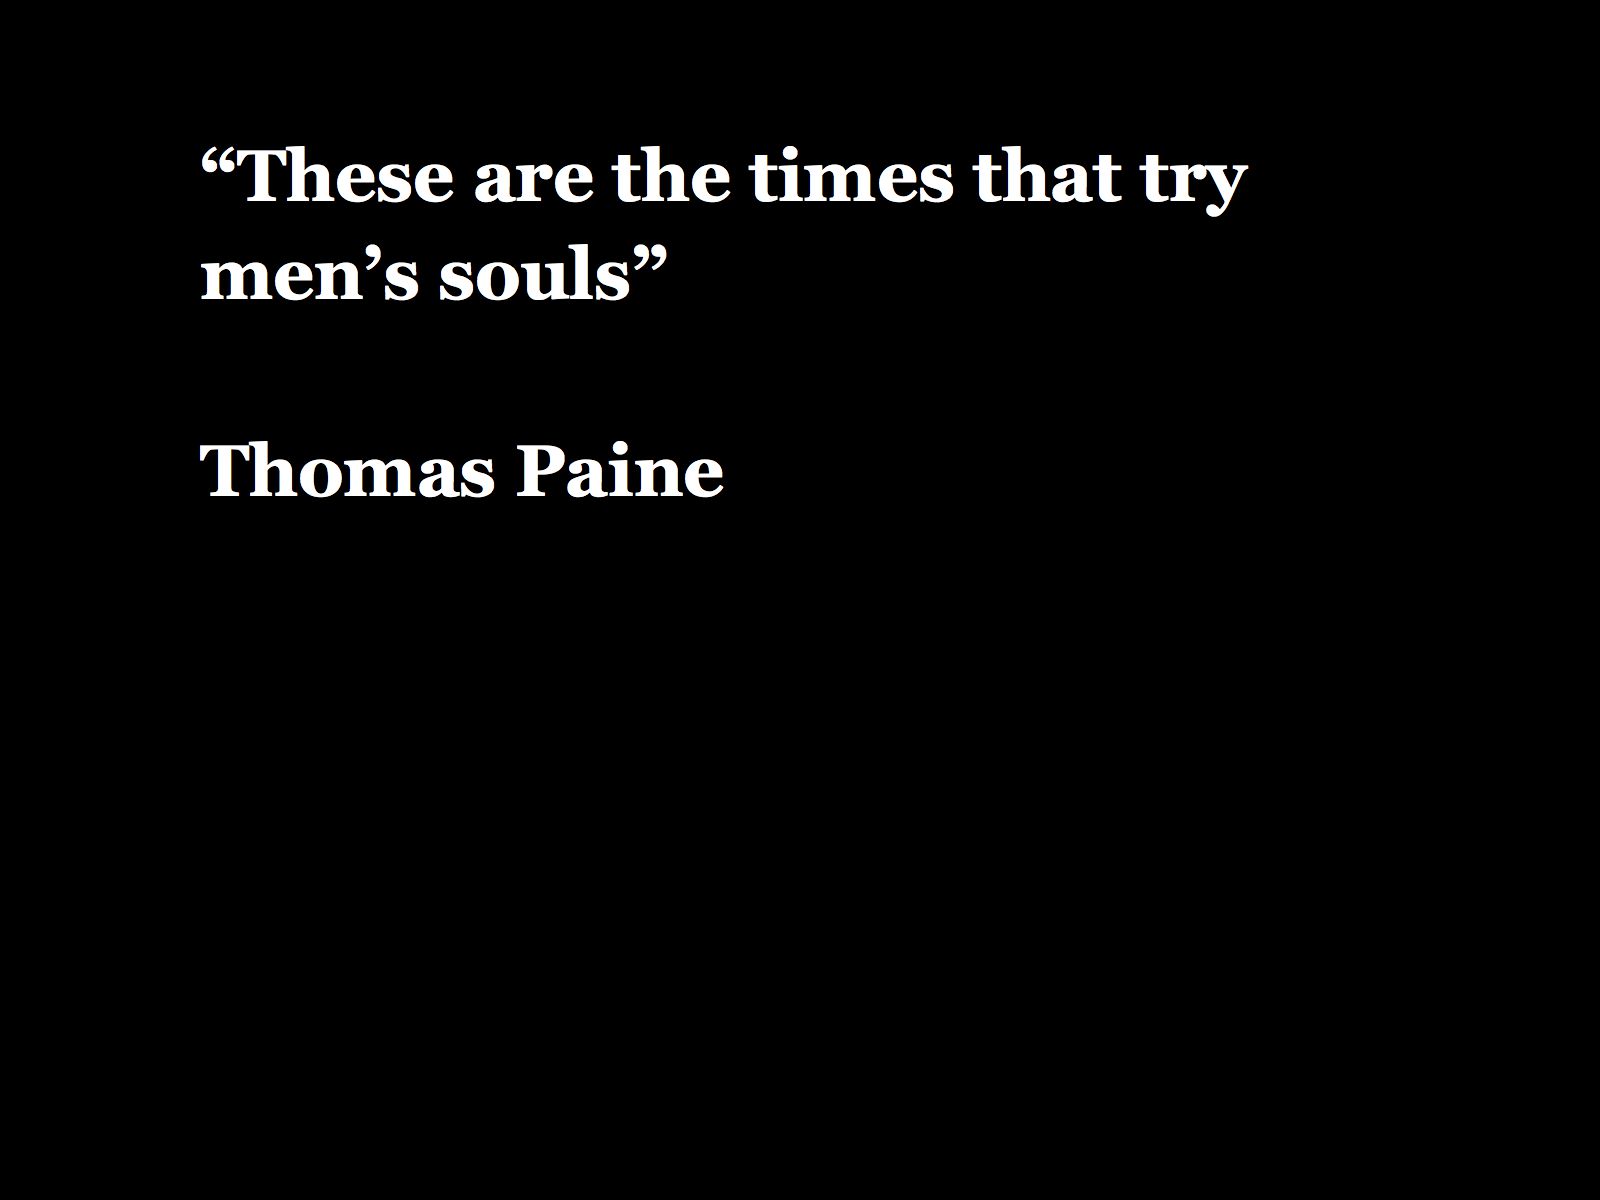 “These are the times that try
men’s souls”
Thomas Paine